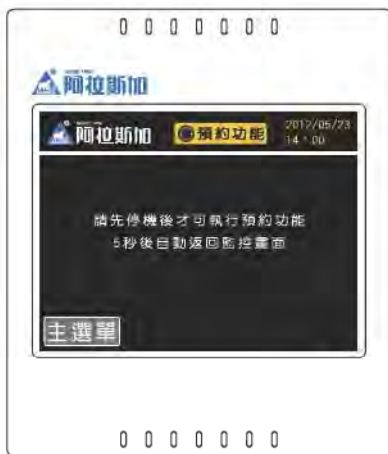 阿拉斯加
阿拉斯加 預約功能 2012/05/23
14:00
請先停機後才可執行預約功能
5秒後自動返回監控畫面
主選單